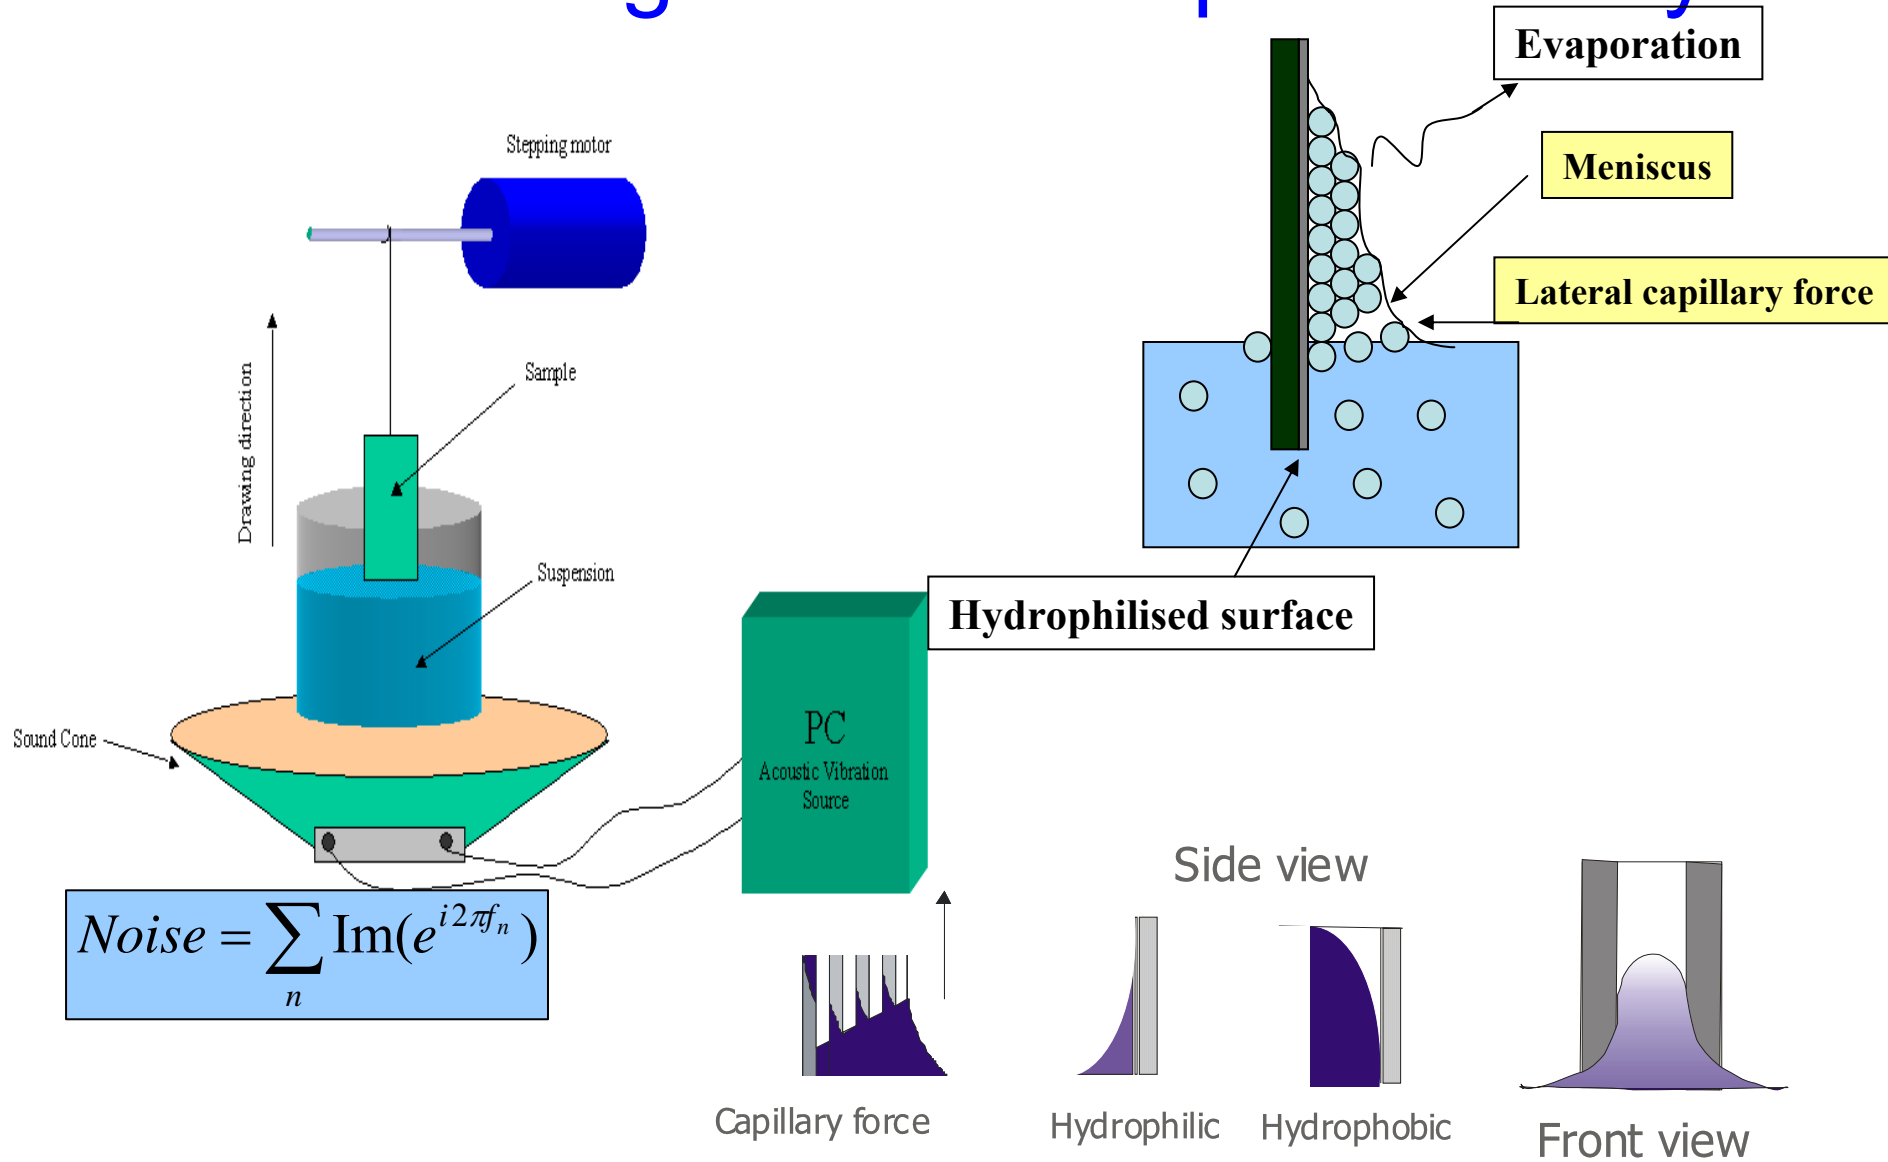 Evaporation
Stepping motor
Meniscus
Lateral capillary force
Drawing direction
Sample
Suspension
Hydrophilised surface
Sound Cone
PC
Acoustic Vibration
Source
Noise = ∑ Im(e^{i2πf_n})
n
Side view
Capillary force
Hydrophilic
Hydrophobic
Front view